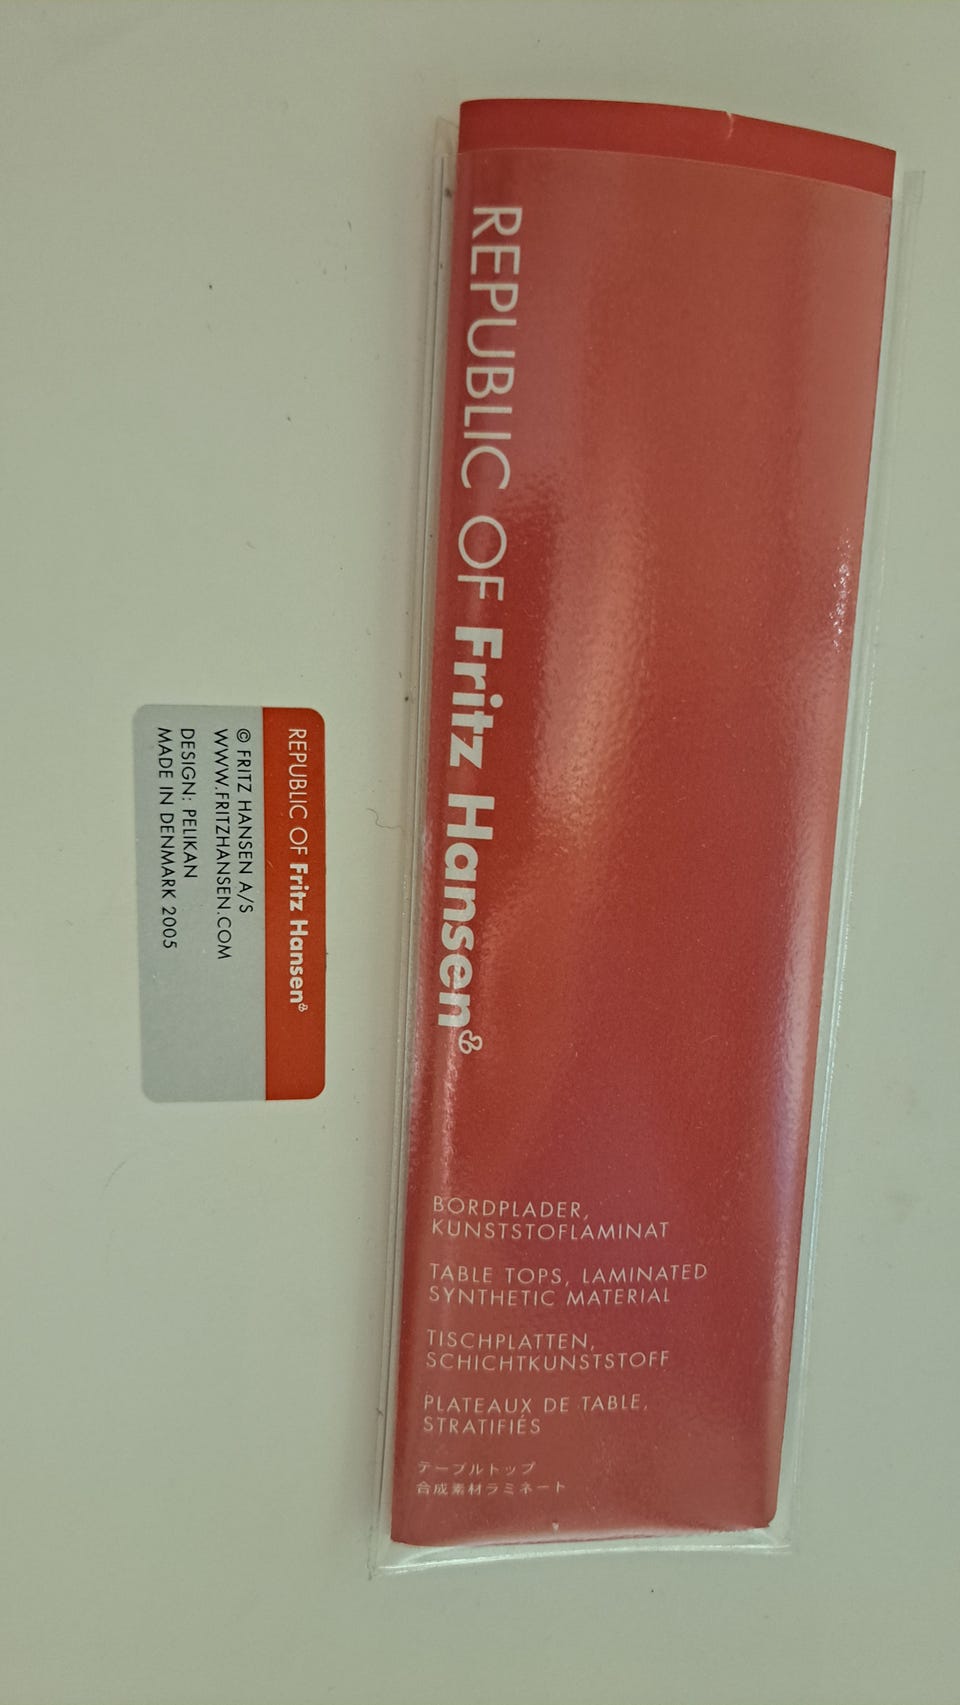 REPUBLIC OF Fritz Hansen
© FRITZ HANSEN A/S
WWW.FRITZHANSEN.COM
DESIGN: PELIKAN
MADE IN DENMARK 2005
REPUBLIC OF Fritz Hansen
BORDPLADER,
KUNSTSTOFLAMINAT
TABLE TOPS, LAMINATED
SYNTHETIC MATERIAL
TISCHPLATTEN,
SCHICHTKUNSTSTOFF
PLATEAUX DE TABLE,
STRATIFIÉS
テーブルトップ
合成素材ラミネート